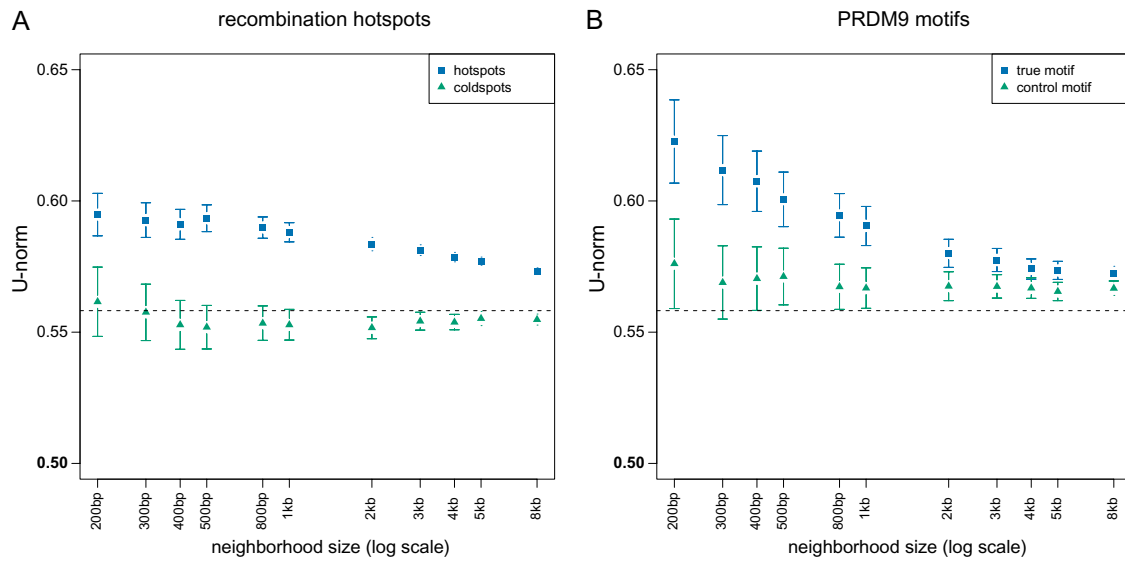 A
recombination hotspots
hotspots
coldspots
0.65
0.60
0.55
0.50
U-norm
200bp
300bp
400bp
500bp
800bp
1kb
2kb
3kb
4kb
5kb
8kb
neighborhood size (log scale)
B
PRDM9 motifs
true motif
control motif
0.65
0.60
0.55
0.50
U-norm
200bp
300bp
400bp
500bp
800bp
1kb
2kb
3kb
4kb
5kb
8kb
neighborhood size (log scale)